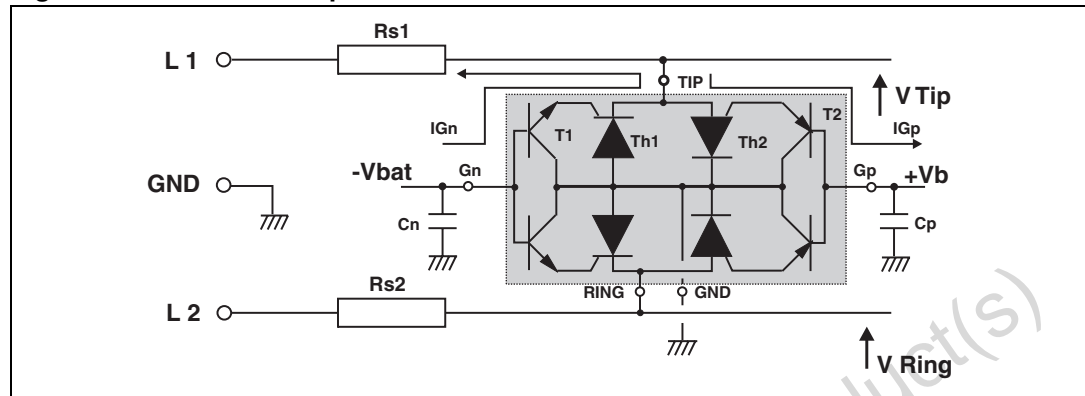 Rs1
L 1
TIP
V Tip
T2
IGn
T1
Th1
Th2
IGp
-Vbat
Gn
Gp
+Vb
GND
Cn
Cp
Rs2
RING
GND
L 2
V Ring
duct(s)